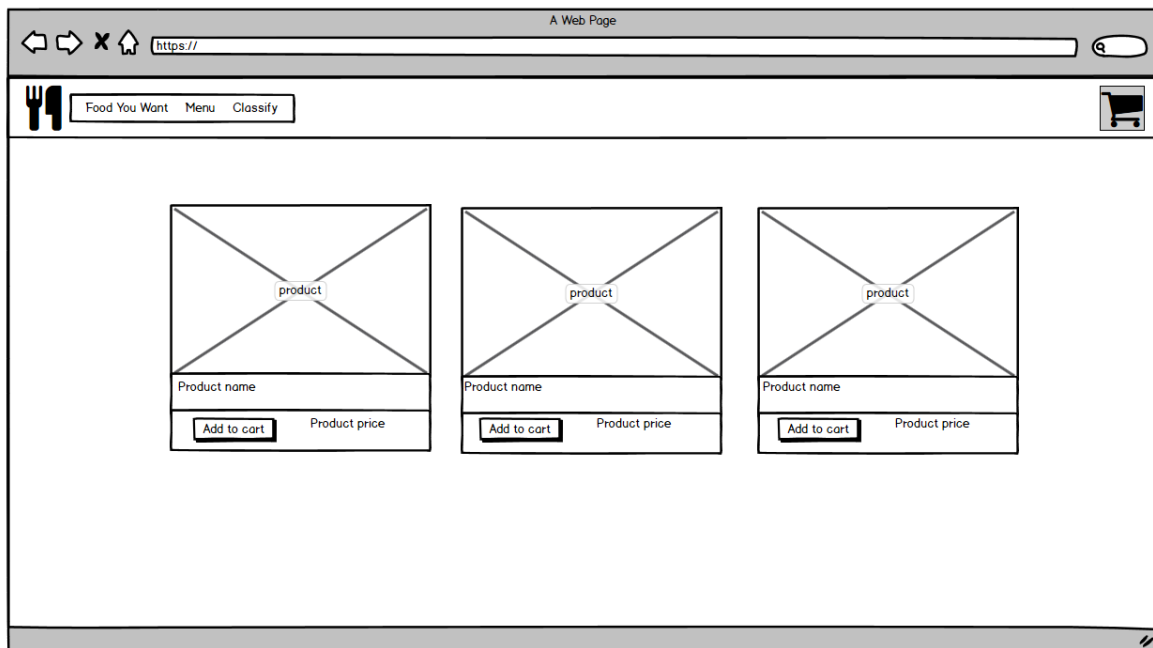 A Web Page
https://
Food You Want Menu Classify
product
product
product
Product name
Product name
Product name
Add to cart Product price
Add to cart Product price
Add to cart Product price